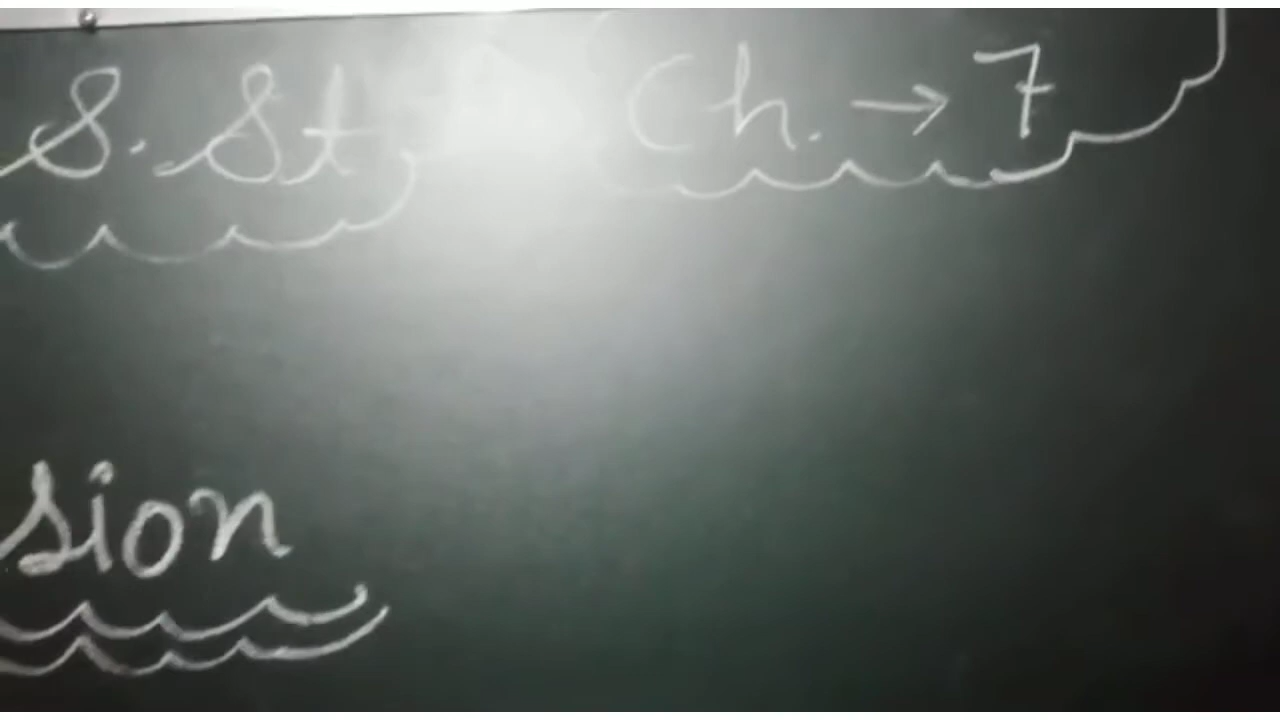 S. St Ch. → 7
sion